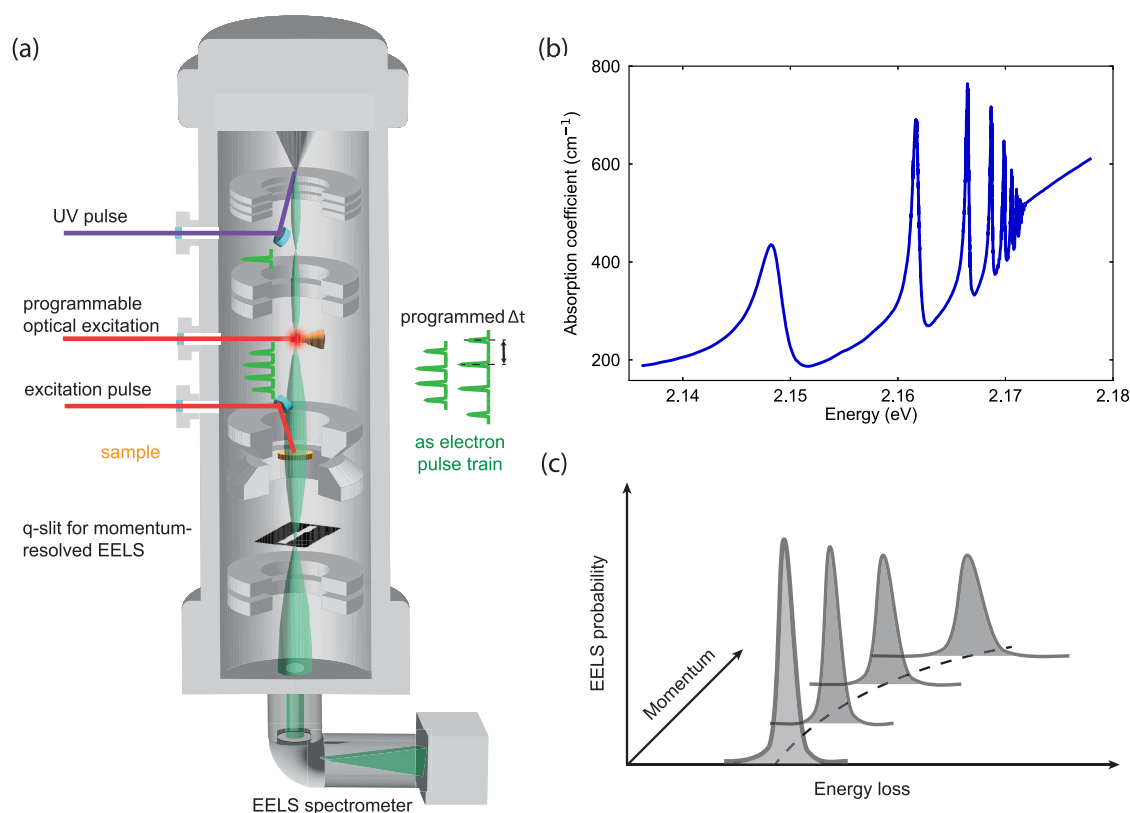 (a)
UV pulse
programmable
optical excitation
excitation pulse
sample
q-slit for momentum-
resolved EELS
programmed Δt
as electron
pulse train
EELS spectrometer
(b)
Absorption coefficient (cm⁻¹)
800
600
400
200
2.14
2.15
2.16
2.17
2.18
Energy (eV)
(c)
EELS probability
Momentum
Energy loss